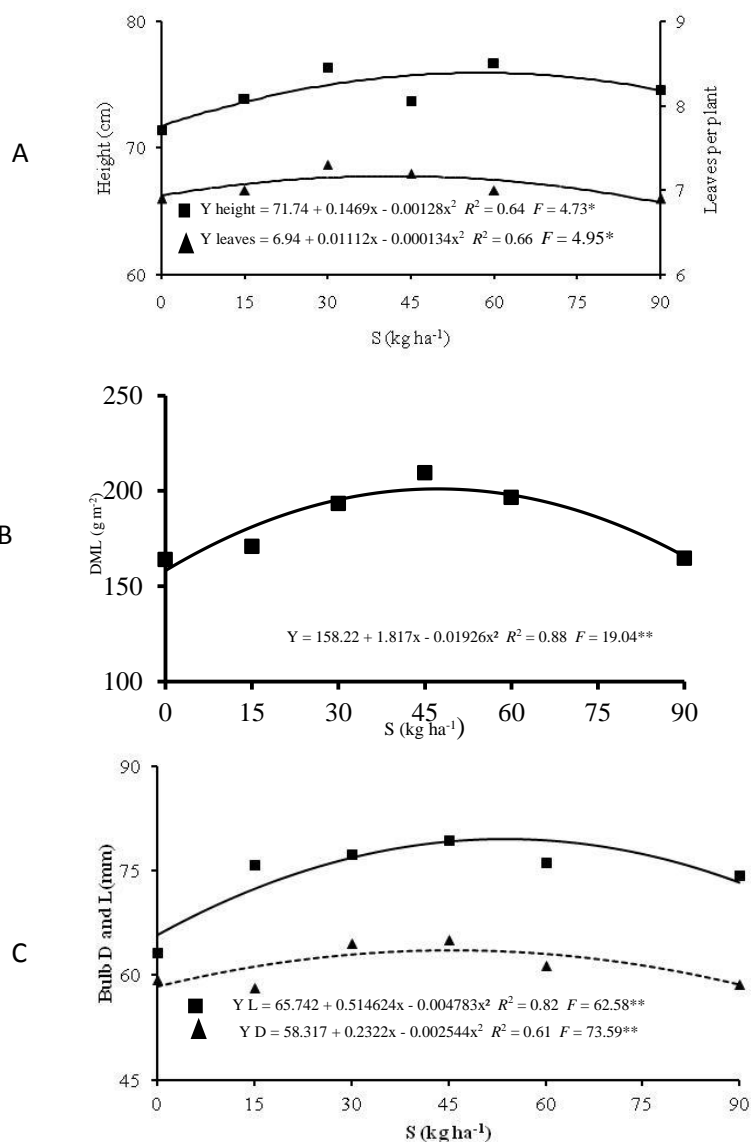 A
80
70
60
Height (cm)
9
8
7
6
Leaves per plant
■ Y height = 71.74 + 0.1469x - 0.00128x² R² = 0.64 F = 4.73*
▲ Y leaves = 6.94 + 0.01112x - 0.000134x² R² = 0.66 F = 4.95*
0 15 30 45 60 75 90
S (kg ha⁻¹)
B
250
200
150
100
DML (g m⁻²)
Y = 158.22 + 1.817x - 0.01926x² R² = 0.88 F = 19.04**
0 15 30 45 60 75 90
S (kg ha⁻¹)
C
90
75
60
45
Bulb D and L(mm)
■ Y L = 65.742 + 0.514624x - 0.004783x² R² = 0.82 F = 62.58**
▲ Y D = 58.317 + 0.2322x - 0.002544x² R² = 0.61 F = 73.59**
0 15 30 45 60 75 90
S (kg ha⁻¹)